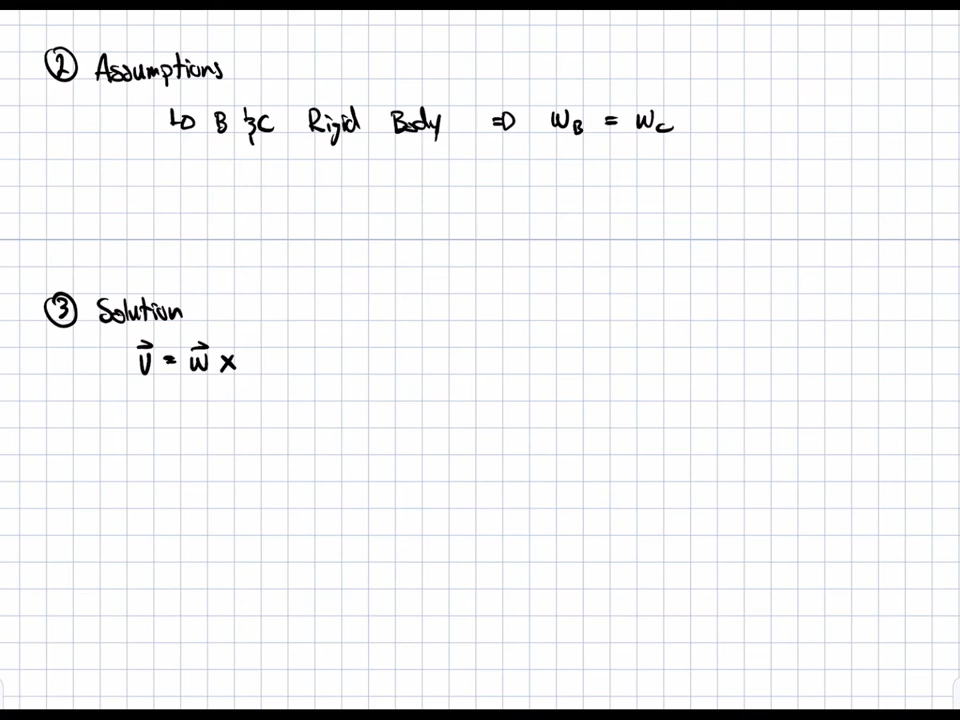 ② Assumptions
↳ B & C Rigid Body ⇒ ω_B = ω_C
③ Solution
v⃗ = ω⃗ ×